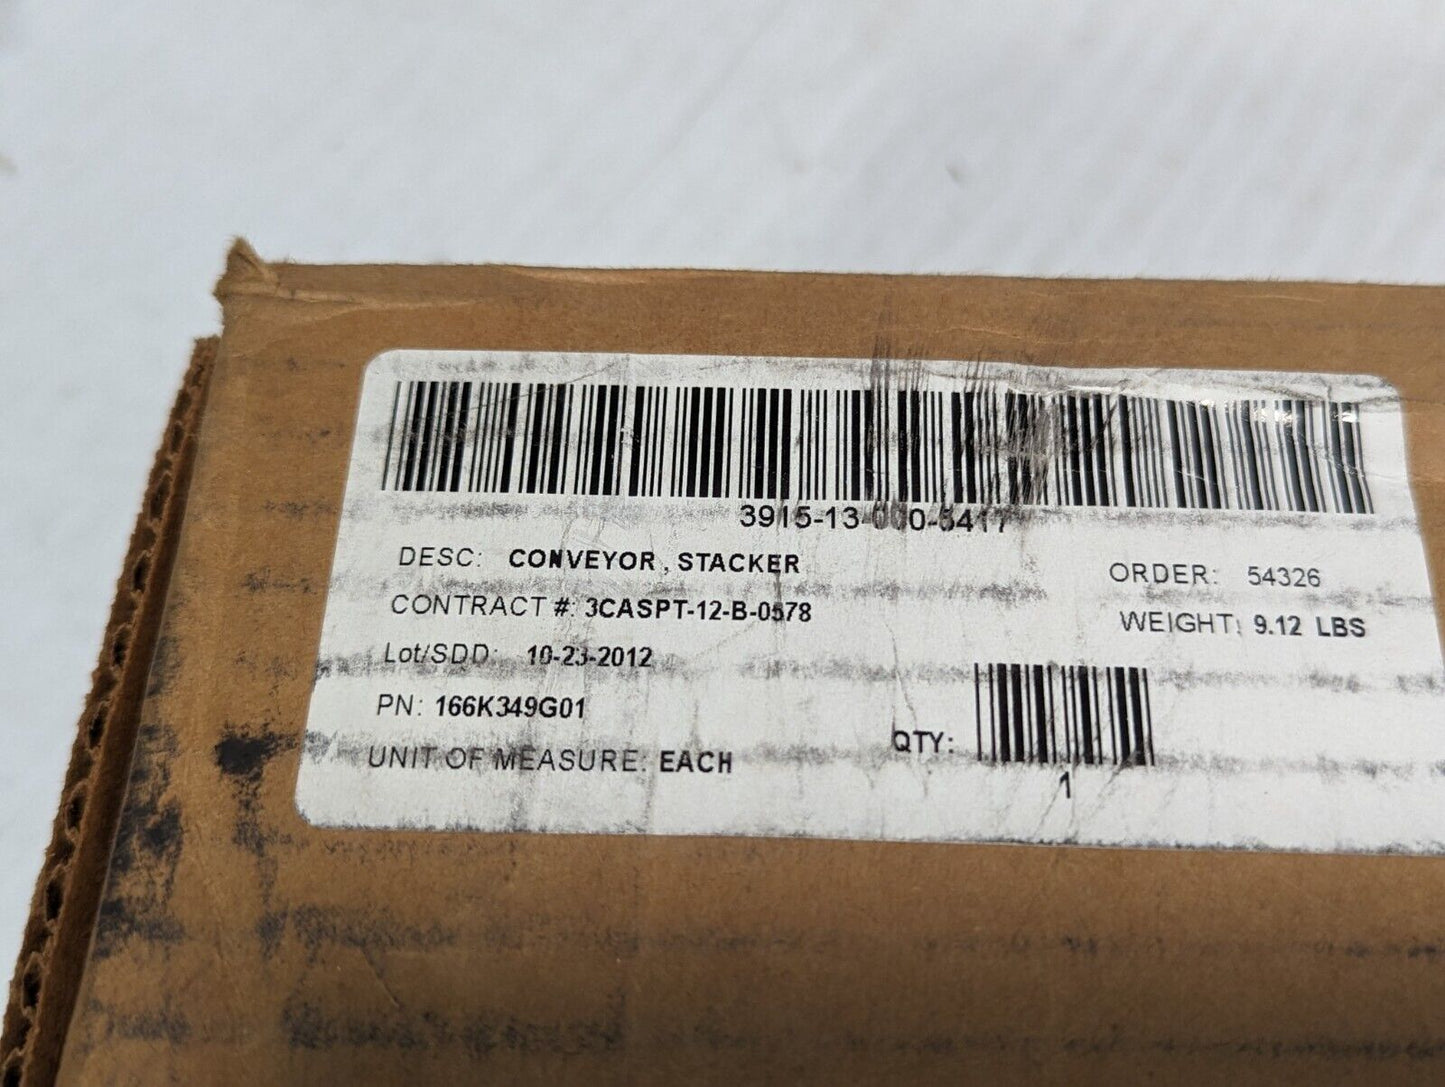 3915-13-000-5417
DESC: CONVEYOR, STACKER
ORDER: 54326
CONTRACT #: 3CASPT-12-B-0578
WEIGHT: 9.12 LBS
Lot/SDD: 10-23-2012
PN: 166K349G01
QTY:
UNIT OF MEASURE: EACH
1